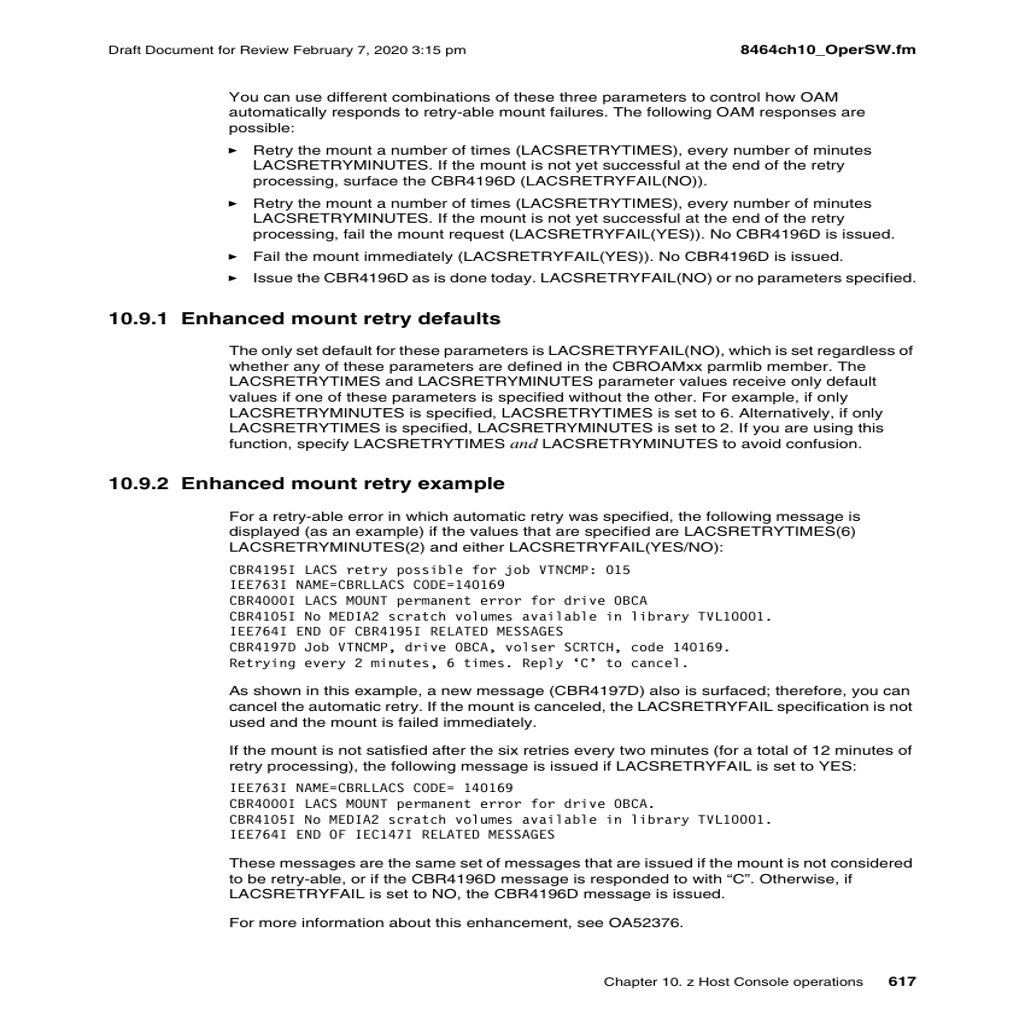 Draft Document for Review February 7, 2020 3:15 pm
8464ch10_OperSW.fm
You can use different combinations of these three parameters to control how OAM
automatically responds to retry-able mount failures. The following OAM responses are
possible:
► Retry the mount a number of times (LACSRETRYTIMES), every number of minutes
LACSRETRYMINUTES. If the mount is not yet successful at the end of the retry
processing, surface the CBR4196D (LACSRETRYFAIL(NO)).
► Retry the mount a number of times (LACSRETRYTIMES), every number of minutes
LACSRETRYMINUTES. If the mount is not yet successful at the end of the retry
processing, fail the mount request (LACSRETRYFAIL(YES)). No CBR4196D is issued.
► Fail the mount immediately (LACSRETRYFAIL(YES)). No CBR4196D is issued.
► Issue the CBR4196D as is done today. LACSRETRYFAIL(NO) or no parameters specified.
10.9.1 Enhanced mount retry defaults
The only set default for these parameters is LACSRETRYFAIL(NO), which is set regardless of
whether any of these parameters are defined in the CBROAMxx parmlib member. The
LACSRETRYTIMES and LACSRETRYMINUTES parameter values receive only default
values if one of these parameters is specified without the other. For example, if only
LACSRETRYMINUTES is specified, LACSRETRYTIMES is set to 6. Alternatively, if only
LACSRETRYTIMES is specified, LACSRETRYMINUTES is set to 2. If you are using this
function, specify LACSRETRYTIMES and LACSRETRYMINUTES to avoid confusion.
10.9.2 Enhanced mount retry example
For a retry-able error in which automatic retry was specified, the following message is
displayed (as an example) if the values that are specified are LACSRETRYTIMES(6)
LACSRETRYMINUTES(2) and either LACSRETRYFAIL(YES/NO):
CBR4195I LACS retry possible for job VTNCMP: 015
IEE763I NAME=CBRLLACS CODE=140169
CBR4000I LACS MOUNT permanent error for drive 0BCA
CBR4105I No MEDIA2 scratch volumes available in library TVL10001.
IEE764I END OF CBR4195I RELATED MESSAGES
CBR4197D Job VTNCMP, drive 0BCA, volser SCRTCH, code 140169.
Retrying every 2 minutes, 6 times. Reply ‘C’ to cancel.
As shown in this example, a new message (CBR4197D) also is surfaced; therefore, you can
cancel the automatic retry. If the mount is canceled, the LACSRETRYFAIL specification is not
used and the mount is failed immediately.
If the mount is not satisfied after the six retries every two minutes (for a total of 12 minutes of
retry processing), the following message is issued if LACSRETRYFAIL is set to YES:
IEE763I NAME=CBRLLACS CODE= 140169
CBR4000I LACS MOUNT permanent error for drive 0BCA.
CBR4105I No MEDIA2 scratch volumes available in library TVL10001.
IEE764I END OF IEC147I RELATED MESSAGES
These messages are the same set of messages that are issued if the mount is not considered
to be retry-able, or if the CBR4196D message is responded to with “C”. Otherwise, if
LACSRETRYFAIL is set to NO, the CBR4196D message is issued.
For more information about this enhancement, see OA52376.
Chapter 10. z Host Console operations 617